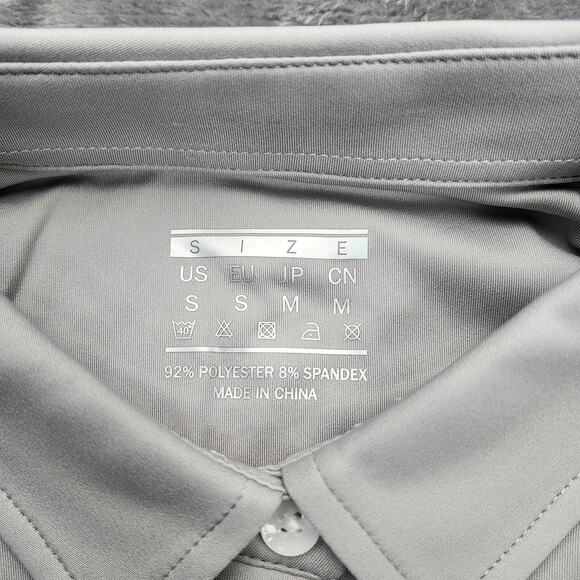 SIZE
US EU JP CN
S S M M
40
92% POLYESTER 8% SPANDEX
MADE IN CHINA